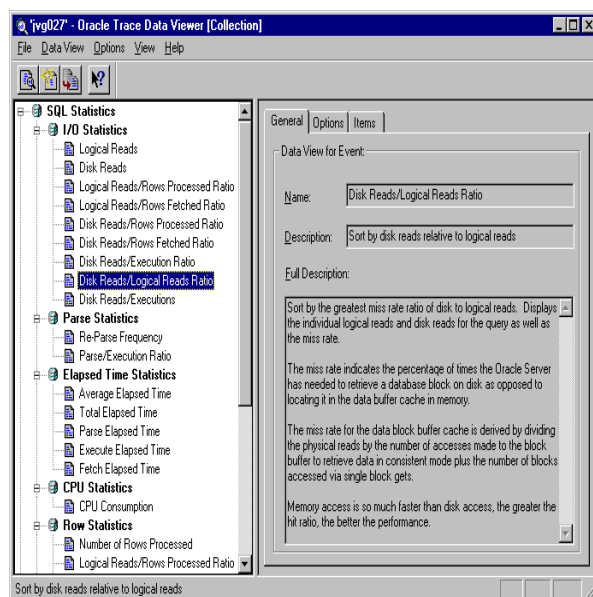 'jvg027' - Oracle Trace Data Viewer [Collection]
File Data View Options View Help
SQL Statistics
I/O Statistics
Logical Reads
Disk Reads
Logical Reads/Rows Processed Ratio
Logical Reads/Rows Fetched Ratio
Disk Reads/Rows Processed Ratio
Disk Reads/Rows Fetched Ratio
Disk Reads/Execution Ratio
Disk Reads/Logical Reads Ratio
Disk Reads/Executions
Parse Statistics
Re-Parse Frequency
Parse/Execution Ratio
Elapsed Time Statistics
Average Elapsed Time
Total Elapsed Time
Parse Elapsed Time
Execute Elapsed Time
Fetch Elapsed Time
CPU Statistics
CPU Consumption
Row Statistics
Number of Rows Processed
Logical Reads/Rows Processed Ratio
General Options Items
Data View for Event:
Name: Disk Reads/Logical Reads Ratio
Description: Sort by disk reads relative to logical reads
Full Description:
Sort by the greatest miss rate ratio of disk to logical reads. Displays
the individual logical reads and disk reads for the query as well as
the miss rate.
The miss rate indicates the percentage of times the Oracle Server
has needed to retrieve a database block on disk as opposed to
locating it in the data buffer cache in memory.
The miss rate for the data block buffer cache is derived by dividing
the physical reads by the number of accesses made to the block
buffer to retrieve data in consistent mode plus the number of blocks
accessed via single block gets.
Memory access is so much faster than disk access, the greater the
hit ratio, the better the performance.
Sort by disk reads relative to logical reads